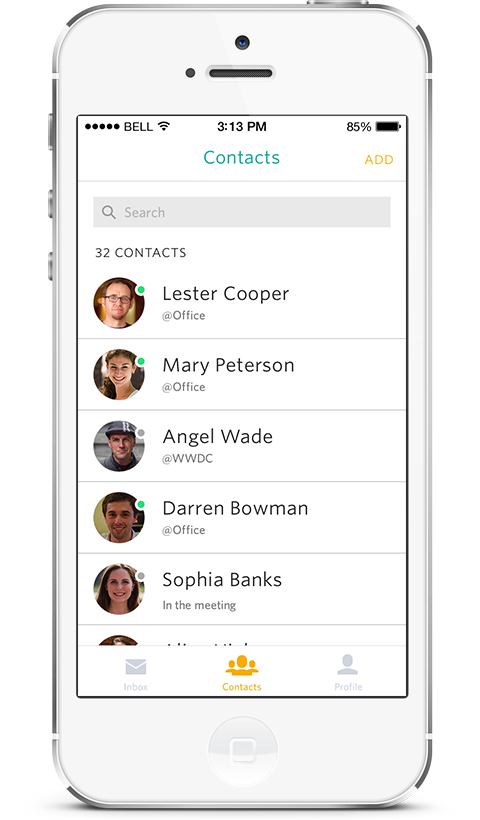 BELL 3:13 PM 85%
Contacts ADD
Search
32 CONTACTS
Lester Cooper
@Office
Mary Peterson
@Office
Angel Wade
@WWDC
Darren Bowman
@Office
Sophia Banks
In the meeting
Inbox Contacts Profile